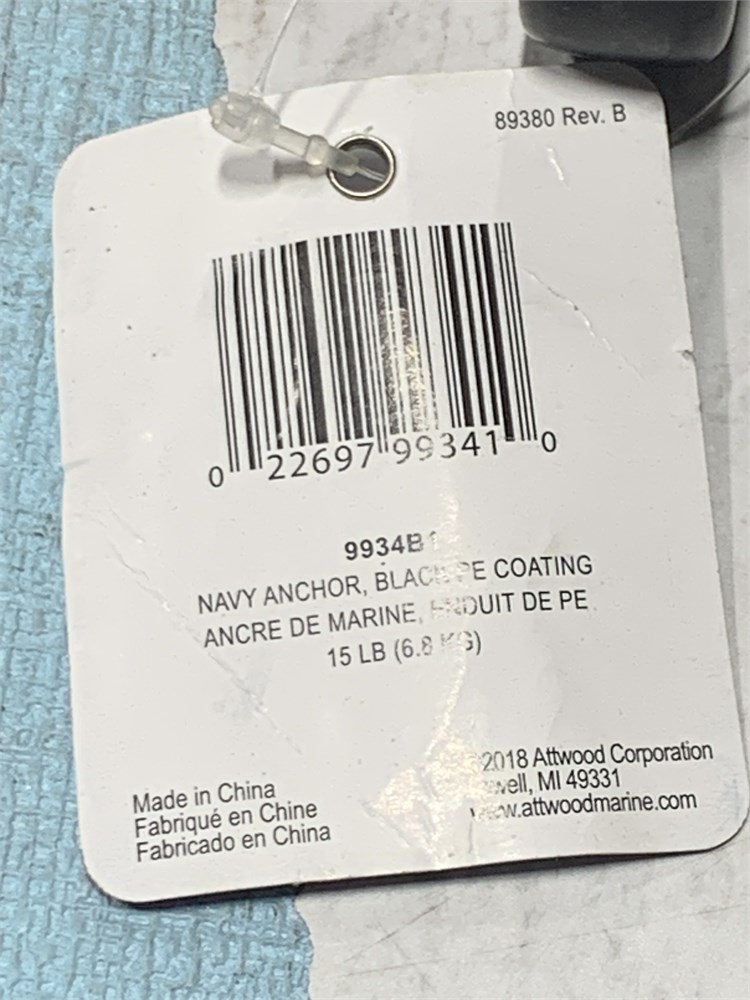 89380 Rev. B
0 22697 99341 0
9934B1
NAVY ANCHOR, BLACK PE COATING
ANCRE DE MARINE, ENDUIT DE PE
15 LB (6.8 KG)
Made in China
Fabriqué en Chine
Fabricado en China
©2018 Attwood Corporation
MI 49331
www.attwoodmarine.com